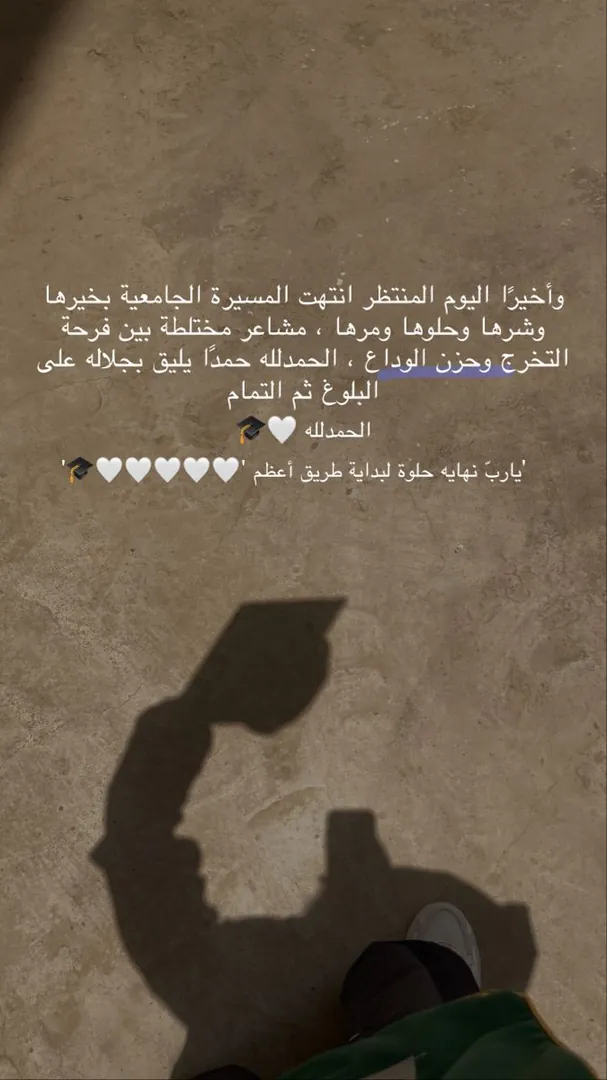 وأخيرًا اليوم المنتظر انتهت المسيرة الجامعية بخيرها
وشرها وحلوها ومرها ، مشاعر مختلطة بين فرحة
التخرج وحزن الوداع ، الحمدلله حمدًا يليق بجلاله على
البلوغ ثم التمام
الحمدلله 🤍🎓
'ياربّ نهايه حلوة لبداية طريق أعظم '🤍🤍🤍🤍🤍🎓'